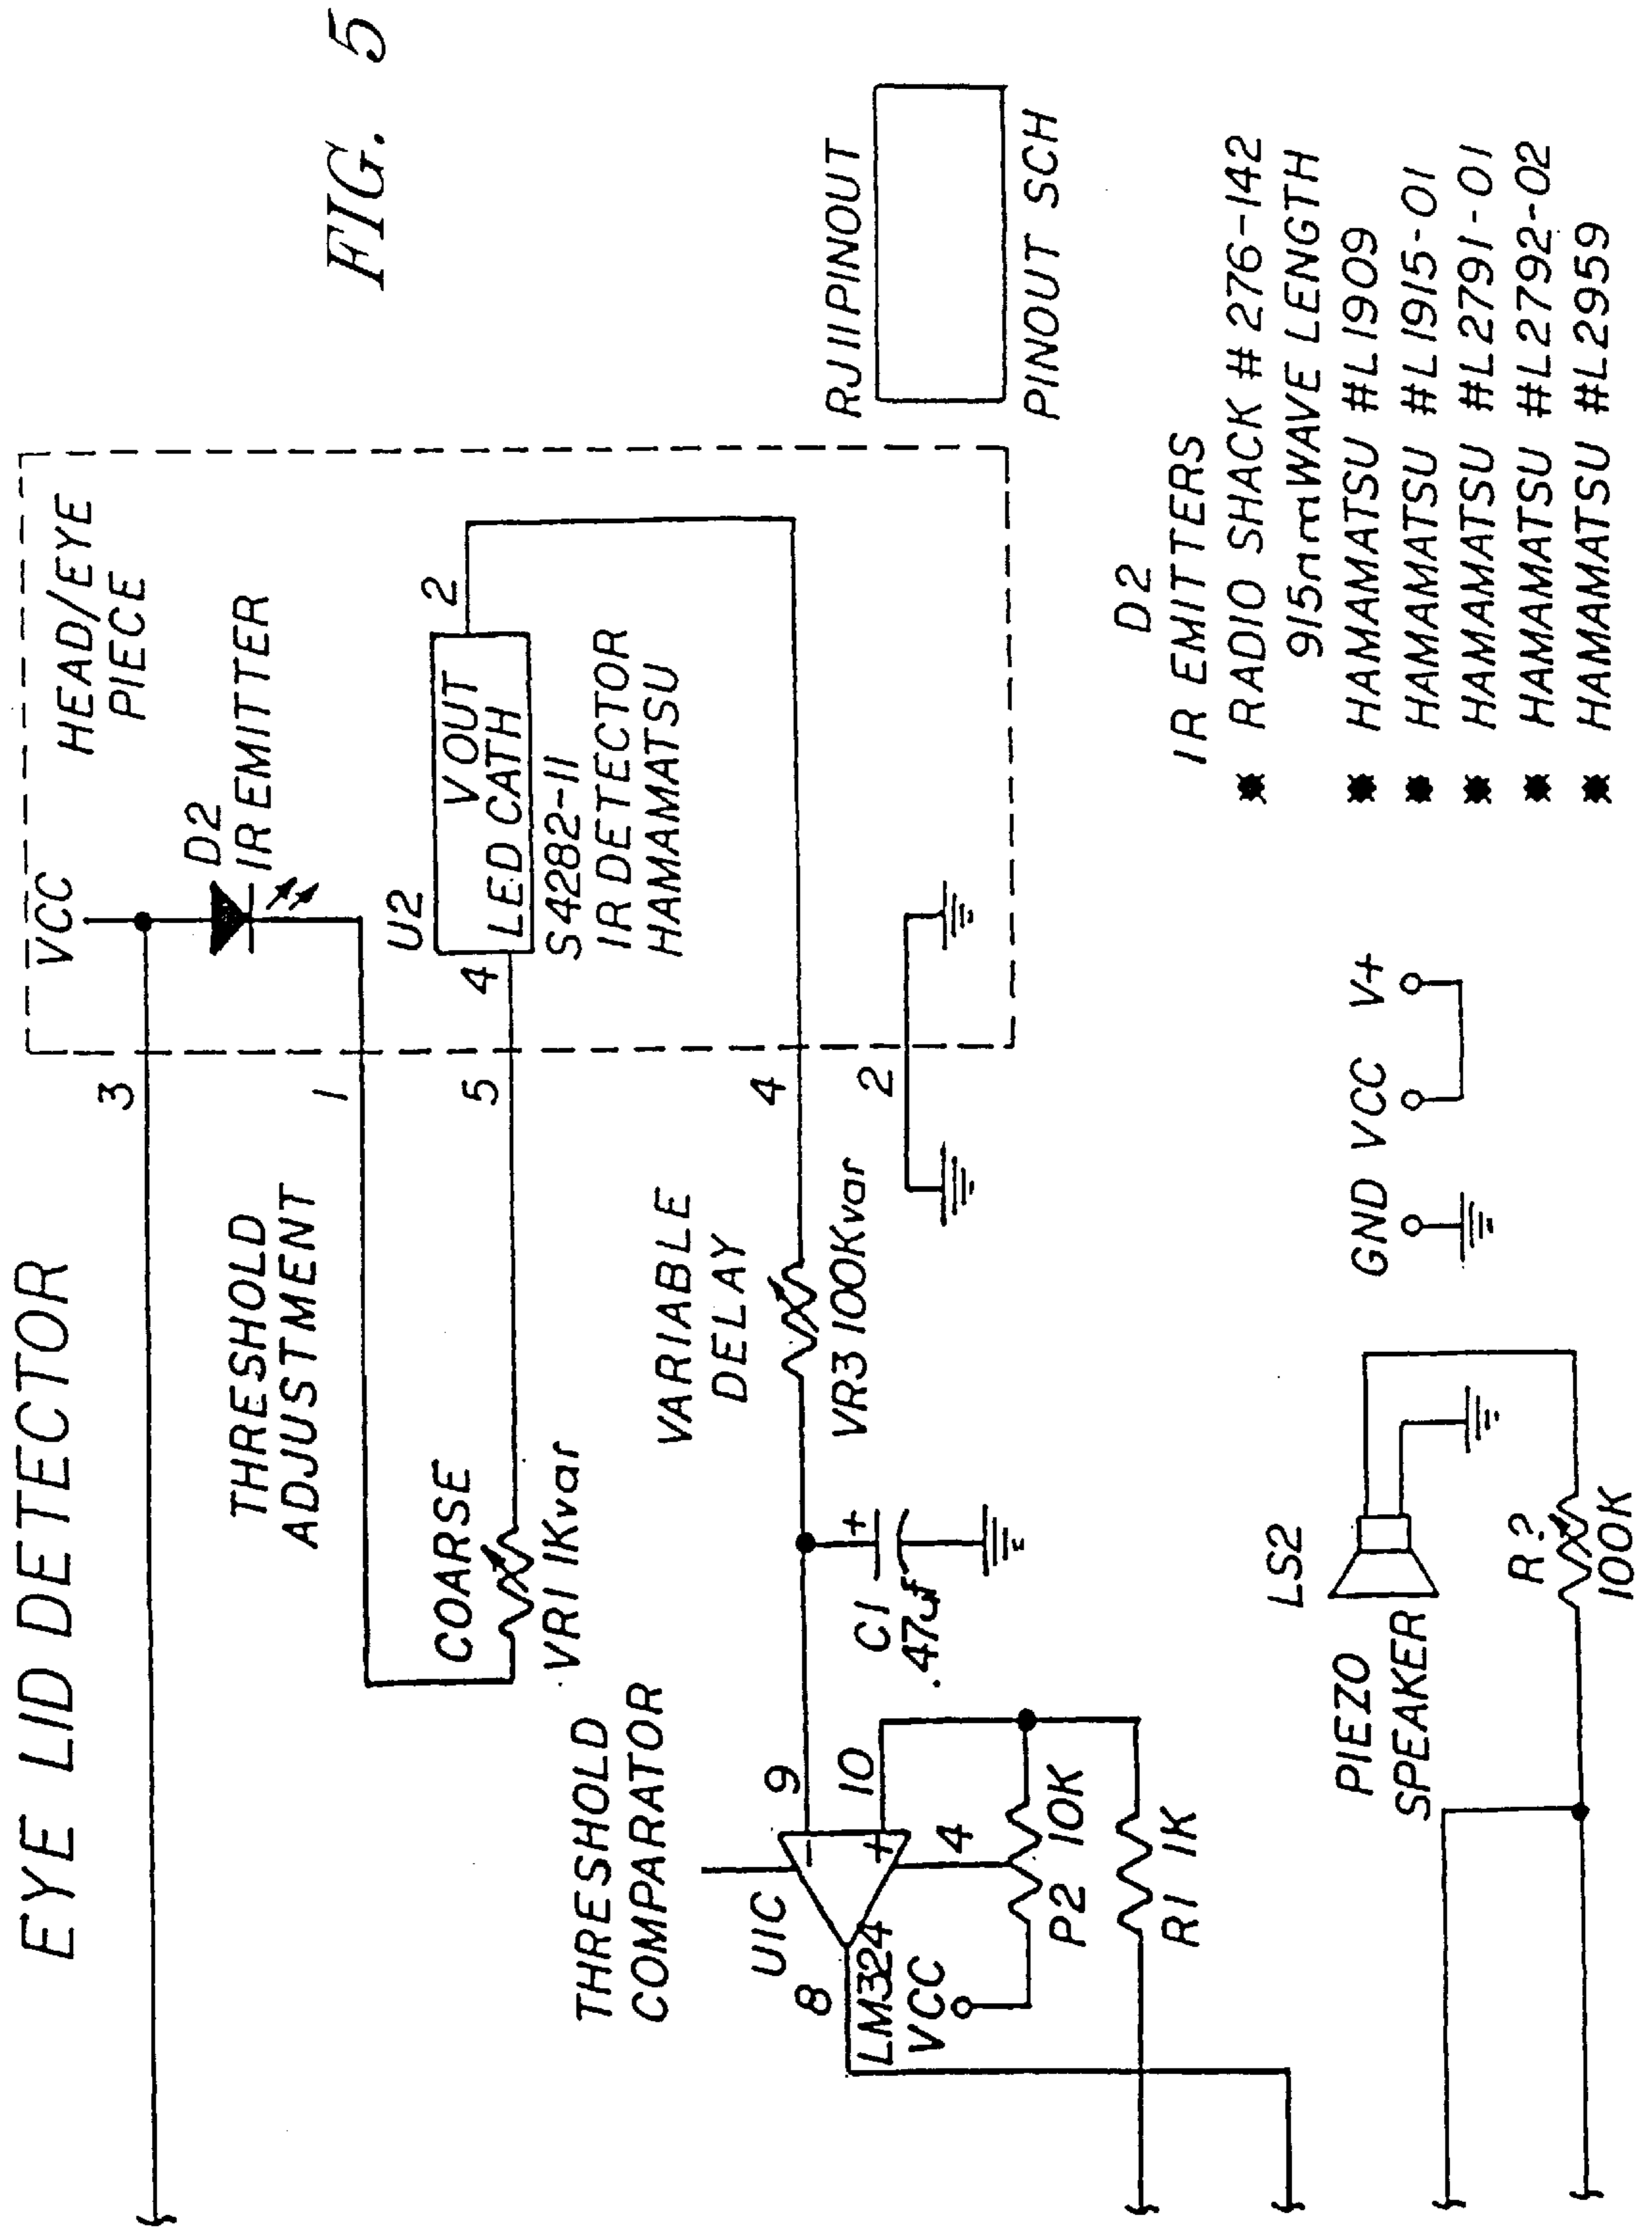 EYE LID DETECTOR
FIG. 5
3
VCC
HEAD/EYE
PIECE
D2
IR EMITTER
THRESHOLD
ADJUSTMENT
1
COARSE
VR1 1Kvar
5
U2
4
V OUT
LED CATH
2
S4282-11
IR DETECTOR
HAMAMATSU
VARIABLE
DELAY
VR3 100Kvar
4
2
RJ11PINOUT
PINOUT SCH
THRESHOLD
COMPARATOR
U1C
8
9
10
-
+
4
LM324
VCC
C1
.47uf
+
P2 10K
R1 1K
D2
IR EMITTERS
RADIO SHACK # 276-142
915nmWAVE LENGTH
HAMAMATSU #L1909
HAMAMATSU #L1915-01
HAMAMATSU #L2791-01
HAMAMATSU #L2792-02
HAMAMATSU #L2959
GND VCC V+
LS2
PIEZO
SPEAKER
R?
100K